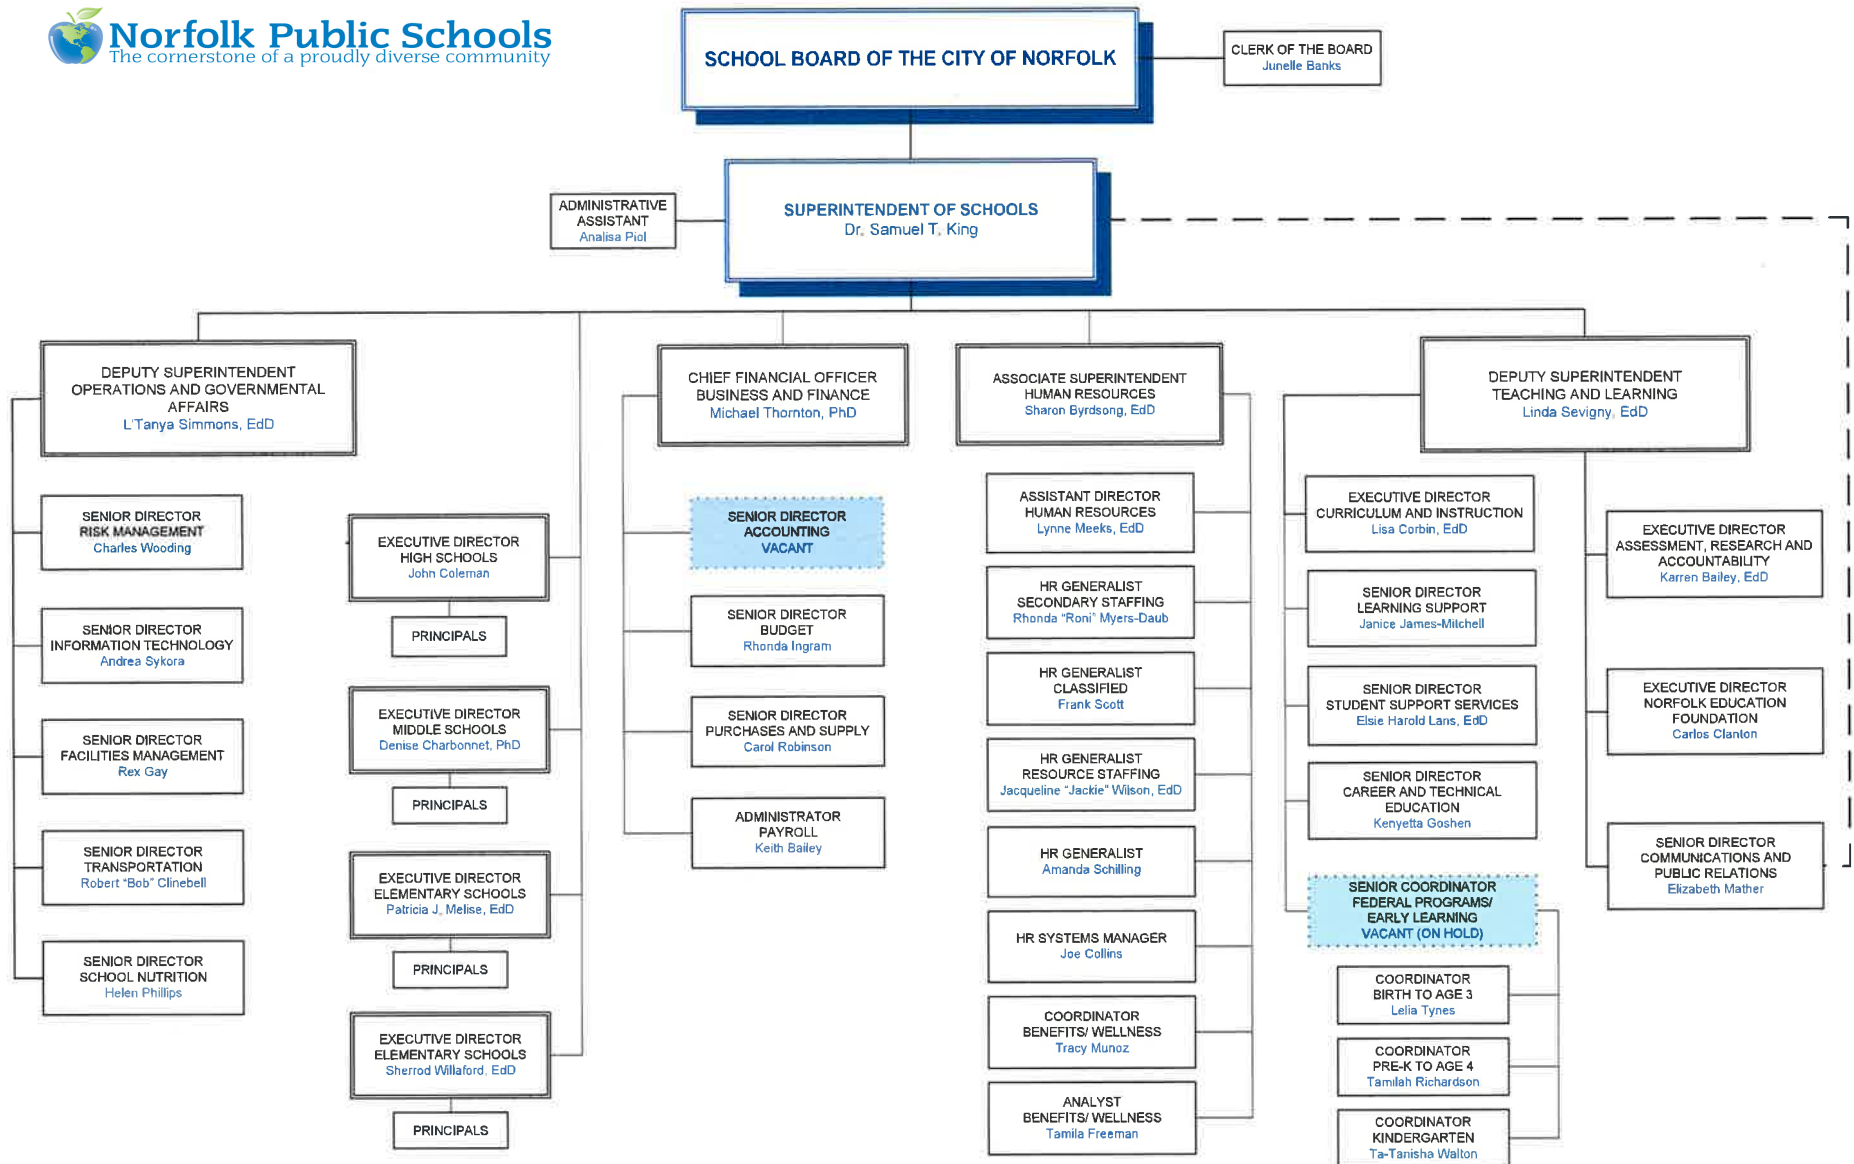 Norfolk Public Schools
The cornerstone of a proudly diverse community
SCHOOL BOARD OF THE CITY OF NORFOLK
CLERK OF THE BOARD
Junelle Banks
ADMINISTRATIVE
ASSISTANT
Analisa Piol
SUPERINTENDENT OF SCHOOLS
Dr. Samuel T. King
DEPUTY SUPERINTENDENT
OPERATIONS AND GOVERNMENTAL
AFFAIRS
L'Tanya Simmons, EdD
SENIOR DIRECTOR
RISK MANAGEMENT
Charles Wooding
SENIOR DIRECTOR
INFORMATION TECHNOLOGY
Andrea Sykora
SENIOR DIRECTOR
FACILITIES MANAGEMENT
Rex Gay
SENIOR DIRECTOR
TRANSPORTATION
Robert "Bob" Clinebell
SENIOR DIRECTOR
SCHOOL NUTRITION
Helen Phillips
EXECUTIVE DIRECTOR
HIGH SCHOOLS
John Coleman
PRINCIPALS
EXECUTIVE DIRECTOR
MIDDLE SCHOOLS
Denise Charbonnet, PhD
PRINCIPALS
EXECUTIVE DIRECTOR
ELEMENTARY SCHOOLS
Patricia J. Melise, EdD
PRINCIPALS
EXECUTIVE DIRECTOR
ELEMENTARY SCHOOLS
Sherrod Willaford, EdD
PRINCIPALS
CHIEF FINANCIAL OFFICER
BUSINESS AND FINANCE
Michael Thornton, PhD
SENIOR DIRECTOR
ACCOUNTING
VACANT
SENIOR DIRECTOR
BUDGET
Rhonda Ingram
SENIOR DIRECTOR
PURCHASES AND SUPPLY
Carol Robinson
ADMINISTRATOR
PAYROLL
Keith Bailey
ASSOCIATE SUPERINTENDENT
HUMAN RESOURCES
Sharon Byrdsong, EdD
ASSISTANT DIRECTOR
HUMAN RESOURCES
Lynne Meeks, EdD
HR GENERALIST
SECONDARY STAFFING
Rhonda "Roni" Myers-Daub
HR GENERALIST
CLASSIFIED
Frank Scott
HR GENERALIST
RESOURCE STAFFING
Jacqueline "Jackie" Wilson, EdD
HR GENERALIST
Amanda Schilling
HR SYSTEMS MANAGER
Joe Collins
COORDINATOR
BENEFITS/ WELLNESS
Tracy Munoz
ANALYST
BENEFITS/ WELLNESS
Tamila Freeman
DEPUTY SUPERINTENDENT
TEACHING AND LEARNING
Linda Sevigny, EdD
EXECUTIVE DIRECTOR
CURRICULUM AND INSTRUCTION
Lisa Corbin, EdD
SENIOR DIRECTOR
LEARNING SUPPORT
Janice James-Mitchell
SENIOR DIRECTOR
STUDENT SUPPORT SERVICES
Elsie Harold Lans, EdD
SENIOR DIRECTOR
CAREER AND TECHNICAL
EDUCATION
Kenyetta Goshen
SENIOR COORDINATOR
FEDERAL PROGRAMS/
EARLY LEARNING
VACANT (ON HOLD)
COORDINATOR
BIRTH TO AGE 3
Lelia Tynes
COORDINATOR
PRE-K TO AGE 4
Tamilah Richardson
COORDINATOR
KINDERGARTEN
Ta-Tanisha Walton
EXECUTIVE DIRECTOR
ASSESSMENT, RESEARCH AND
ACCOUNTABILITY
Karren Bailey, EdD
EXECUTIVE DIRECTOR
NORFOLK EDUCATION
FOUNDATION
Carlos Clanton
SENIOR DIRECTOR
COMMUNICATIONS AND
PUBLIC RELATIONS
Elizabeth Mather